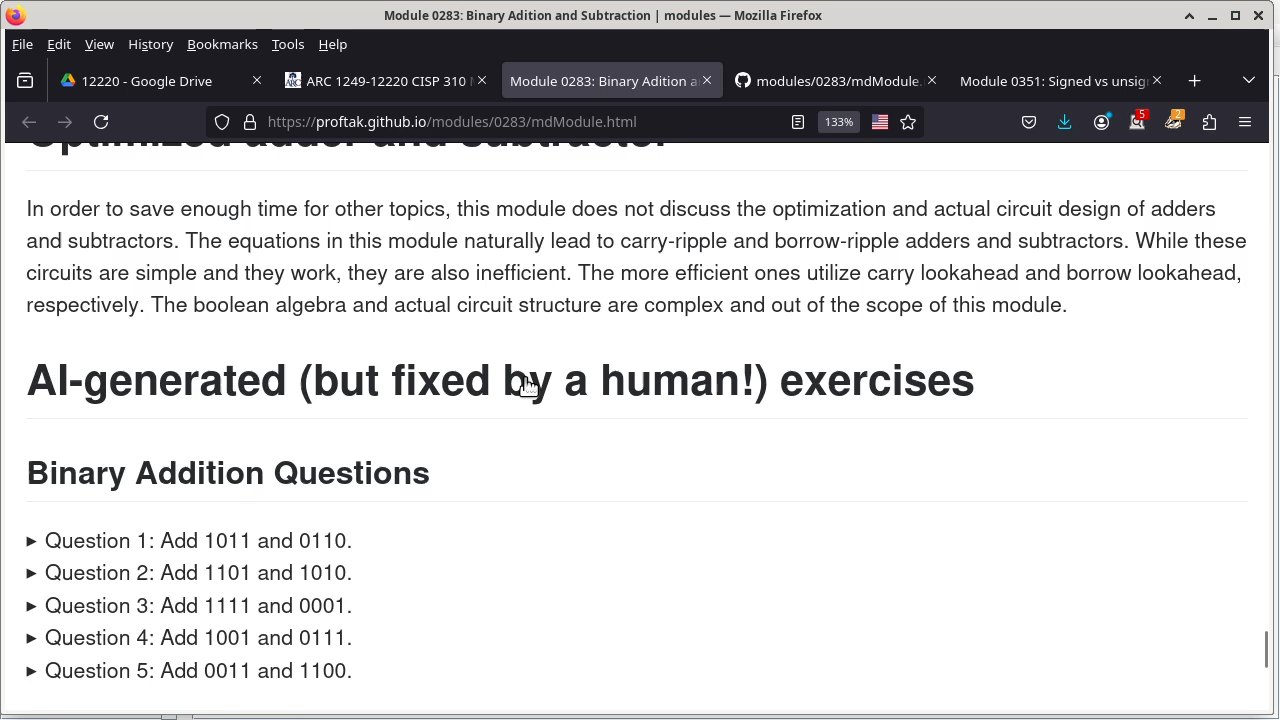 Module 0283: Binary Adition and Subtraction | modules — Mozilla Firefox
File Edit View History Bookmarks Tools Help
12220 - Google Drive
ARC 1249-12220 CISP 310
Module 0283: Binary Adition a
modules/0283/mdModule.
Module 0351: Signed vs unsig
https://proftak.github.io/modules/0283/mdModule.html
133%
5
2
Optimized adder and subtractor
In order to save enough time for other topics, this module does not discuss the optimization and actual circuit design of adders
and subtractors. The equations in this module naturally lead to carry-ripple and borrow-ripple adders and subtractors. While these
circuits are simple and they work, they are also inefficient. The more efficient ones utilize carry lookahead and borrow lookahead,
respectively. The boolean algebra and actual circuit structure are complex and out of the scope of this module.
AI-generated (but fixed by a human!) exercises
Binary Addition Questions
Question 1: Add 1011 and 0110.
Question 2: Add 1101 and 1010.
Question 3: Add 1111 and 0001.
Question 4: Add 1001 and 0111.
Question 5: Add 0011 and 1100.